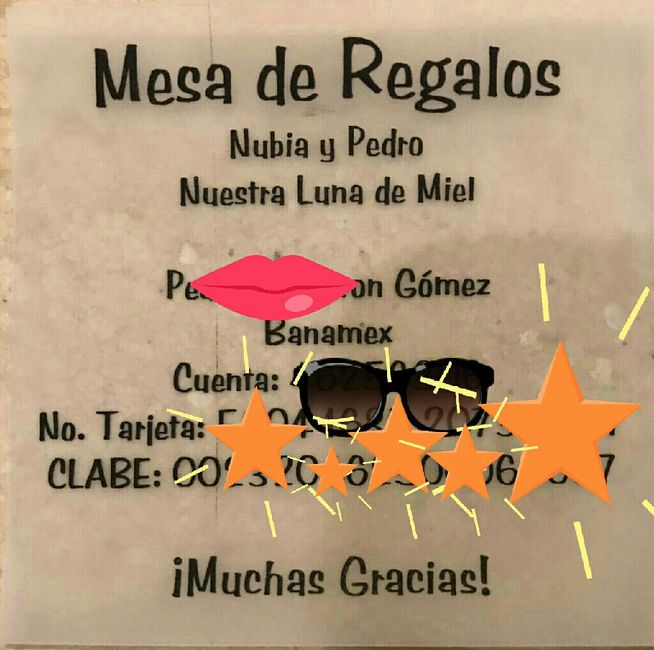 Mesa de Regalos
Nubia y Pedro
Nuestra Luna de Miel
Gómez
Banamex
Cuenta:
No. Tarjeta:
CLABE:
¡Muchas Gracias!